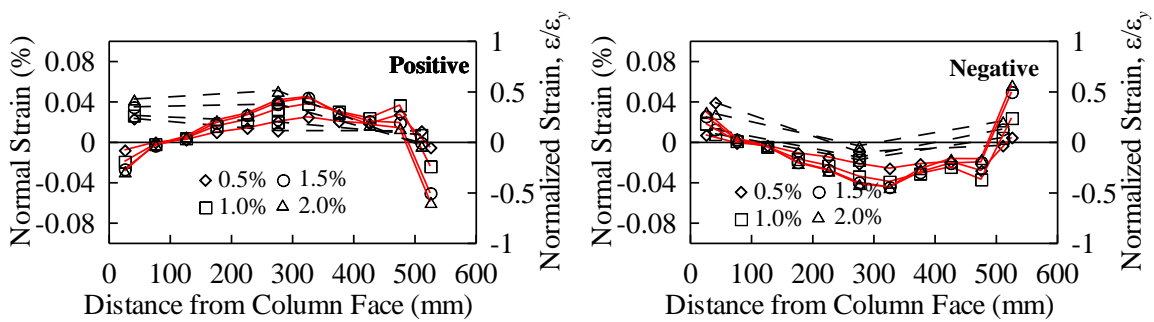 Normal Strain (%)
0.08
0.04
0
-0.04
-0.08
Positive
0.5%
1.5%
1.0%
2.0%
1
0.5
0
-0.5
-1
Normalized Strain, ε/εy
0 100 200 300 400 500 600
Distance from Column Face (mm)
Normal Strain (%)
0.08
0.04
0
-0.04
-0.08
Negative
0.5%
1.5%
1.0%
2.0%
1
0.5
0
-0.5
-1
Normalized Strain, ε/εy
0 100 200 300 400 500 600
Distance from Column Face (mm)